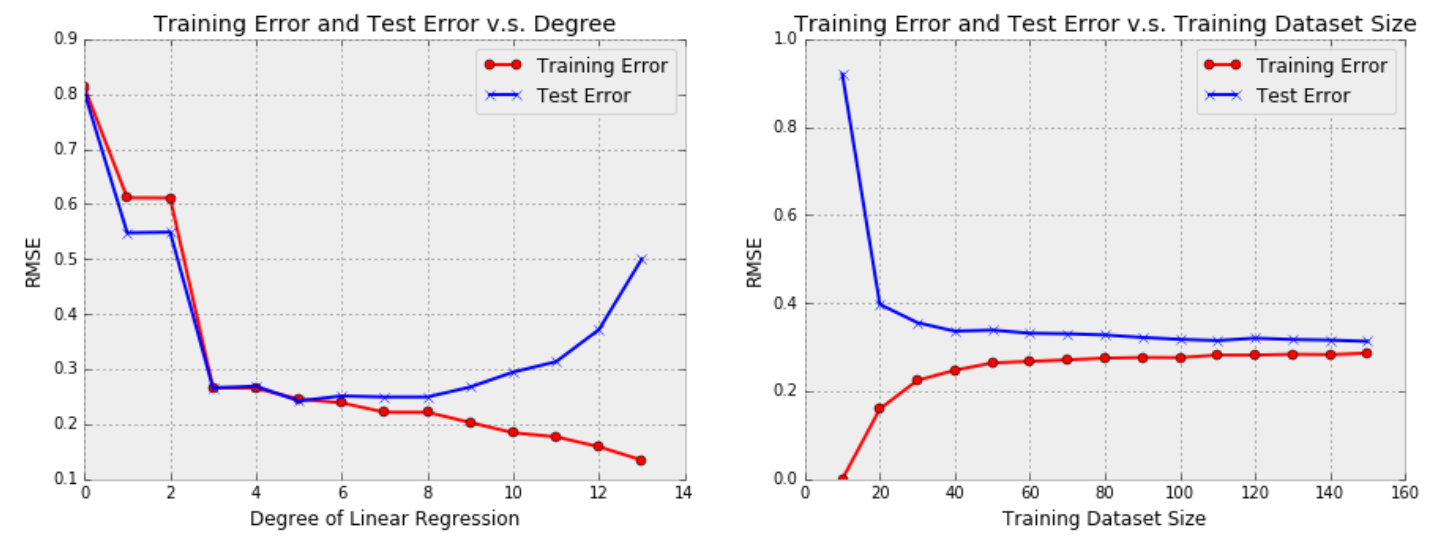 Training Error and Test Error v.s. Degree
0.9
0.8
0.7
0.6
0.5
0.4
0.3
0.2
0.1
RMSE
Training Error
Test Error
0 2 4 6 8 10 12 14
Degree of Linear Regression
Training Error and Test Error v.s. Training Dataset Size
1.0
0.8
0.6
0.4
0.2
0.0
RMSE
Training Error
Test Error
0 20 40 60 80 100 120 140 160
Training Dataset Size